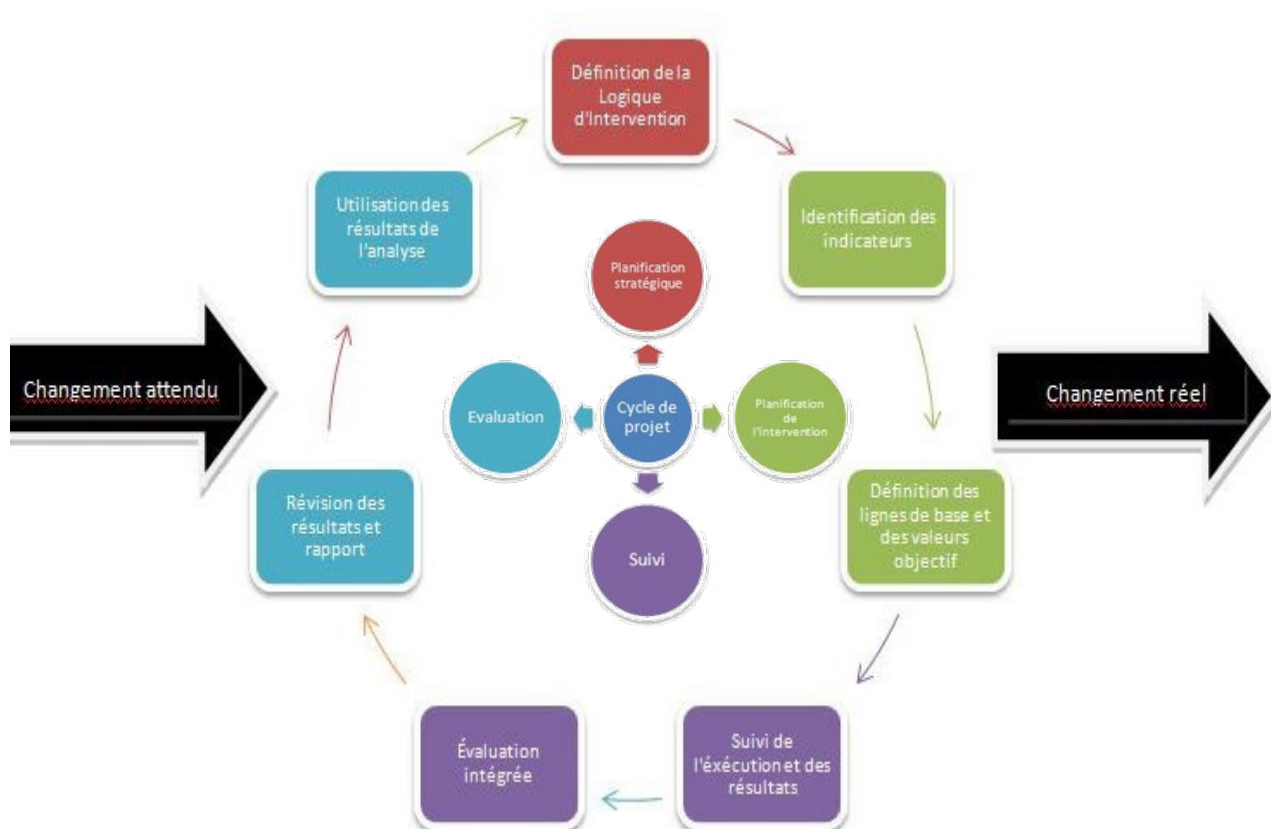 Définition de la
Logique
d'Intervention
Utilisation des
résultats de
l'analyse
Identification des
indicateurs
Planification
stratégique
Changement attendu
Evaluation
Cycle de
projet
Planification
de
l'intervention
Changement réel
Révision des
résultats et
rapport
Suivi
Définition des
lignes de base et
des valeurs
objectif
Évaluation
intégrée
Suivi de
l'éxécution et des
résultats